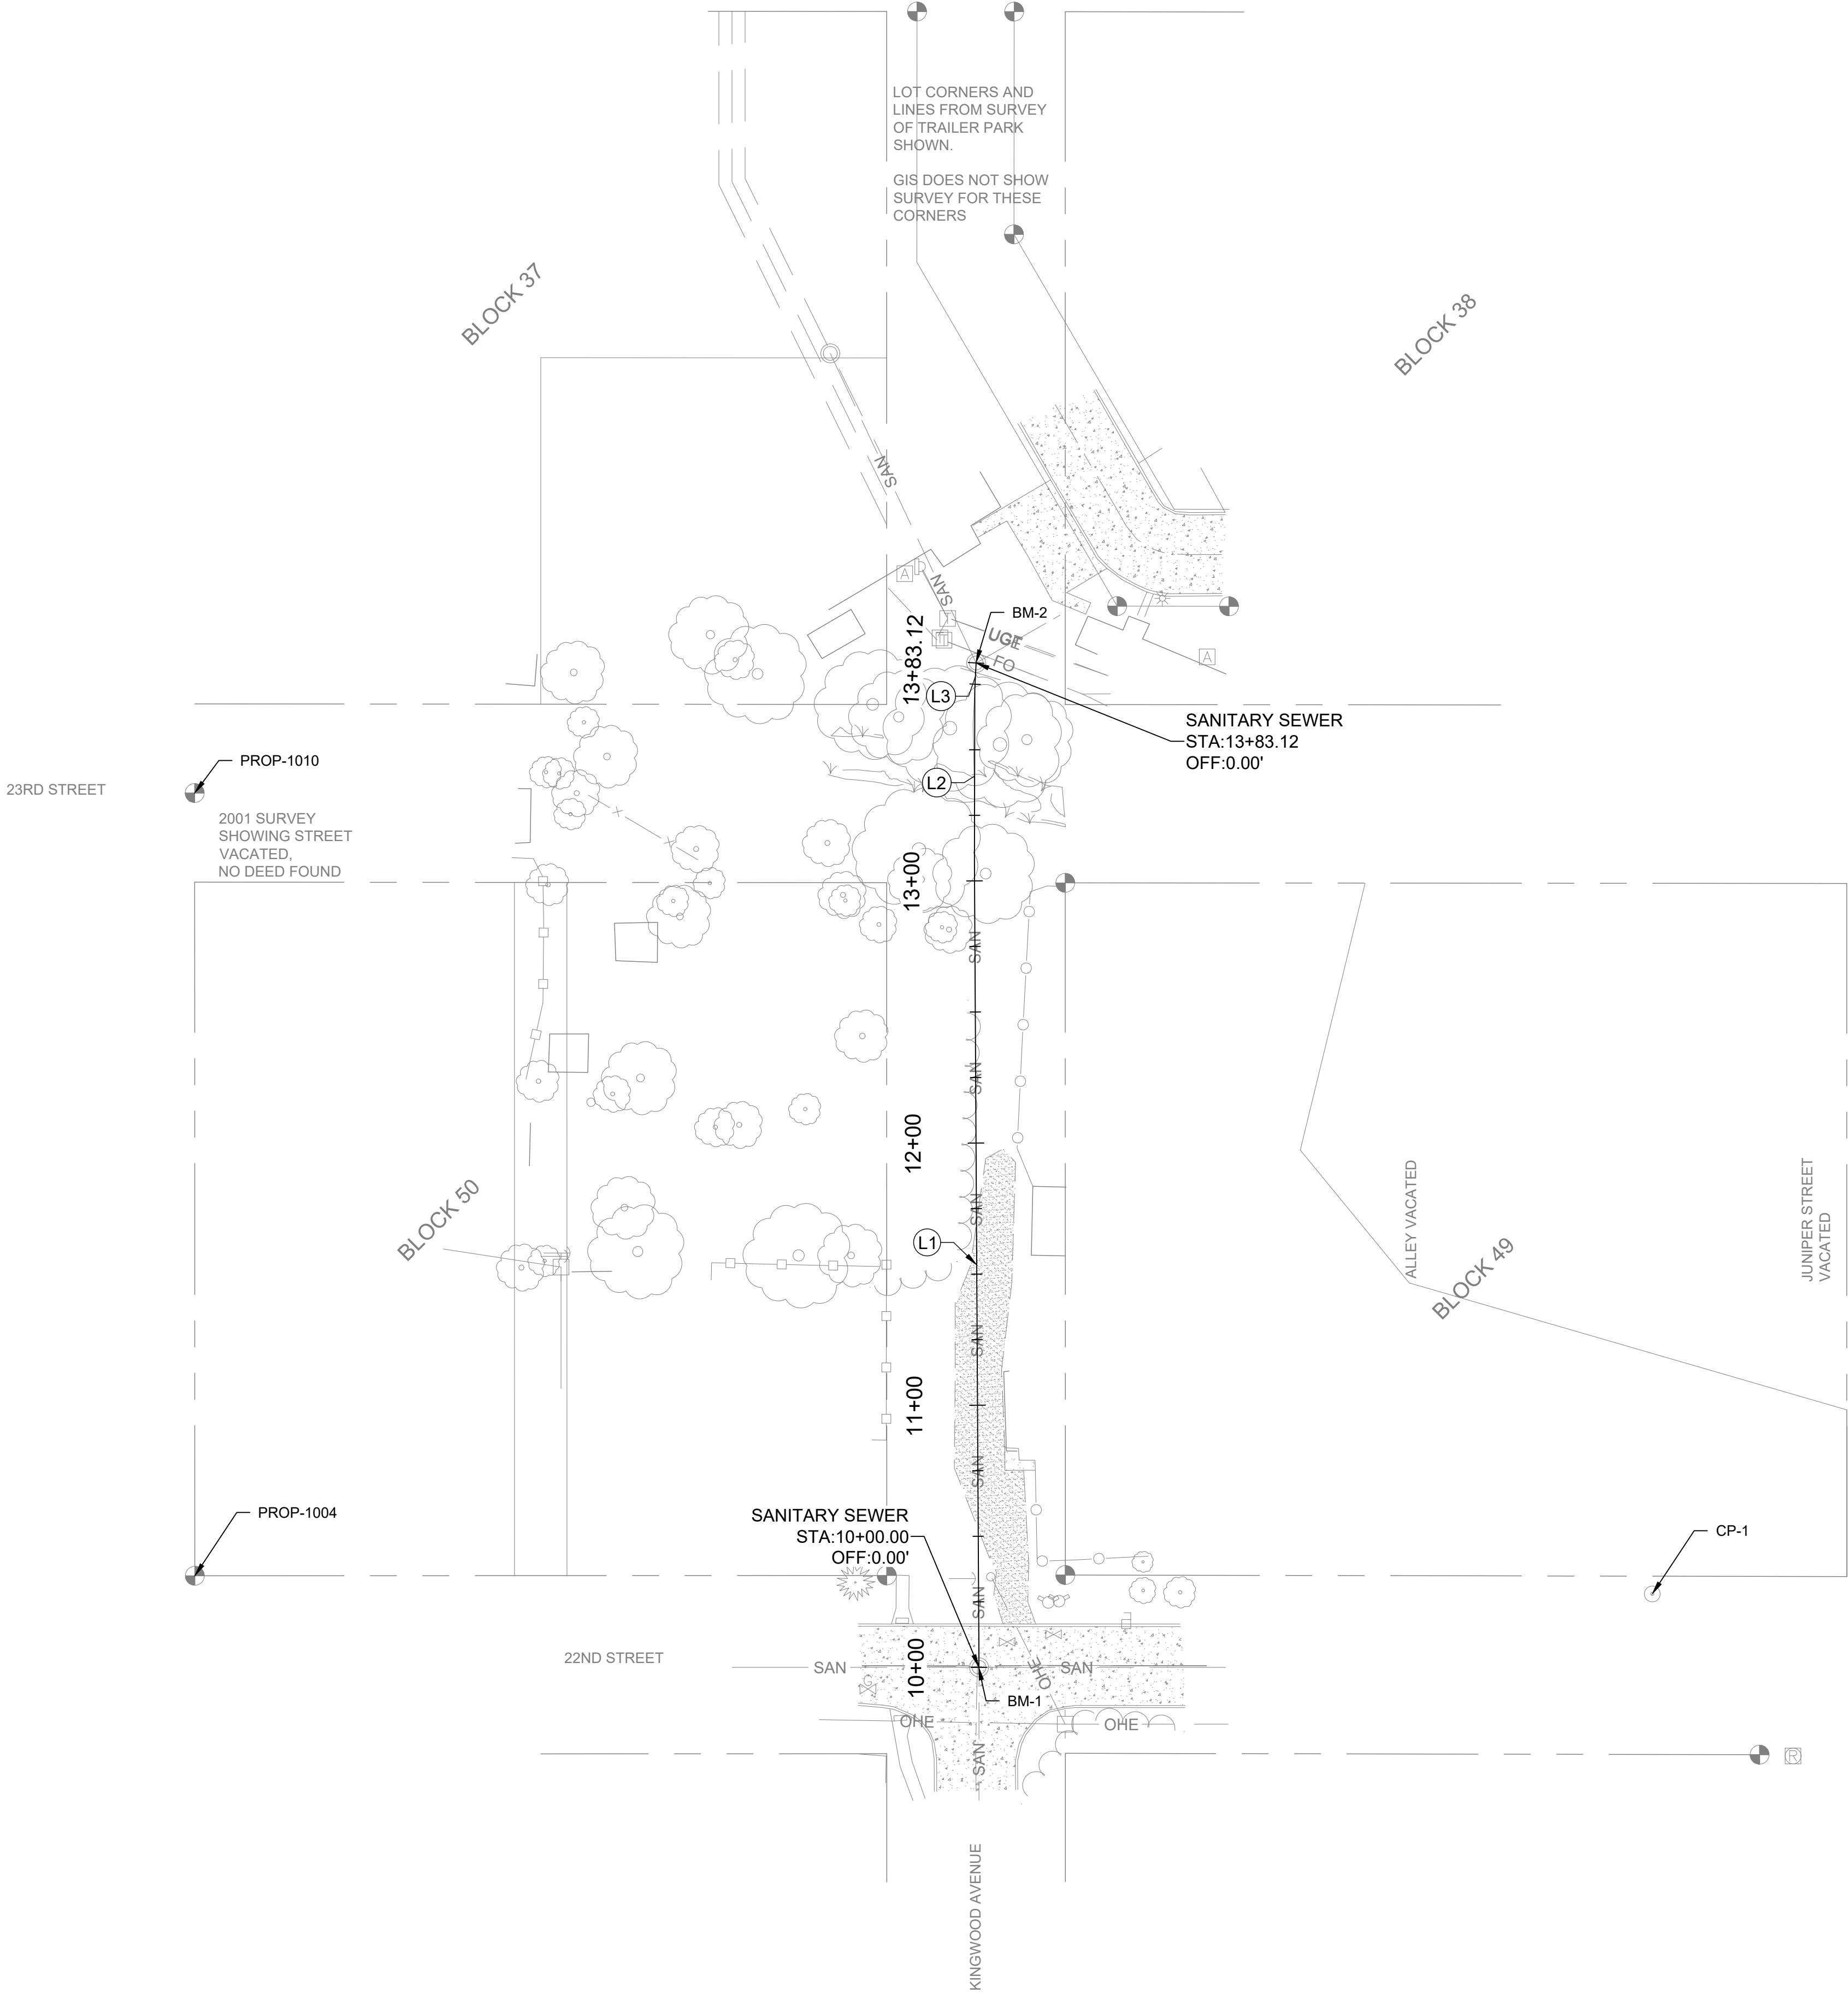 LOT CORNERS AND
LINES FROM SURVEY
OF TRAILER PARK
SHOWN.
GIS DOES NOT SHOW
SURVEY FOR THESE
CORNERS
BLOCK 37
BLOCK 38
SAN
A
SAN
BM-2
13+83.12
UGE
FO
A
L3
SANITARY SEWER
STA:13+83.12
OFF:0.00'
PROP-1010
L2
23RD STREET
2001 SURVEY
SHOWING STREET
VACATED,
NO DEED FOUND
13+00
SAN
SAN
12+00
BLOCK 50
SAN
ALLEY VACATED
JUNIPER STREET
VACATED
L1
BLOCK 49
SAN
11+00
SAN
PROP-1004
SANITARY SEWER
STA:10+00.00
OFF:0.00'
CP-1
SAN
22ND STREET
10+00
SAN
SAN
OHE
G
BM-1
OHE
OHE
SAN
R
KINGWOOD AVENUE